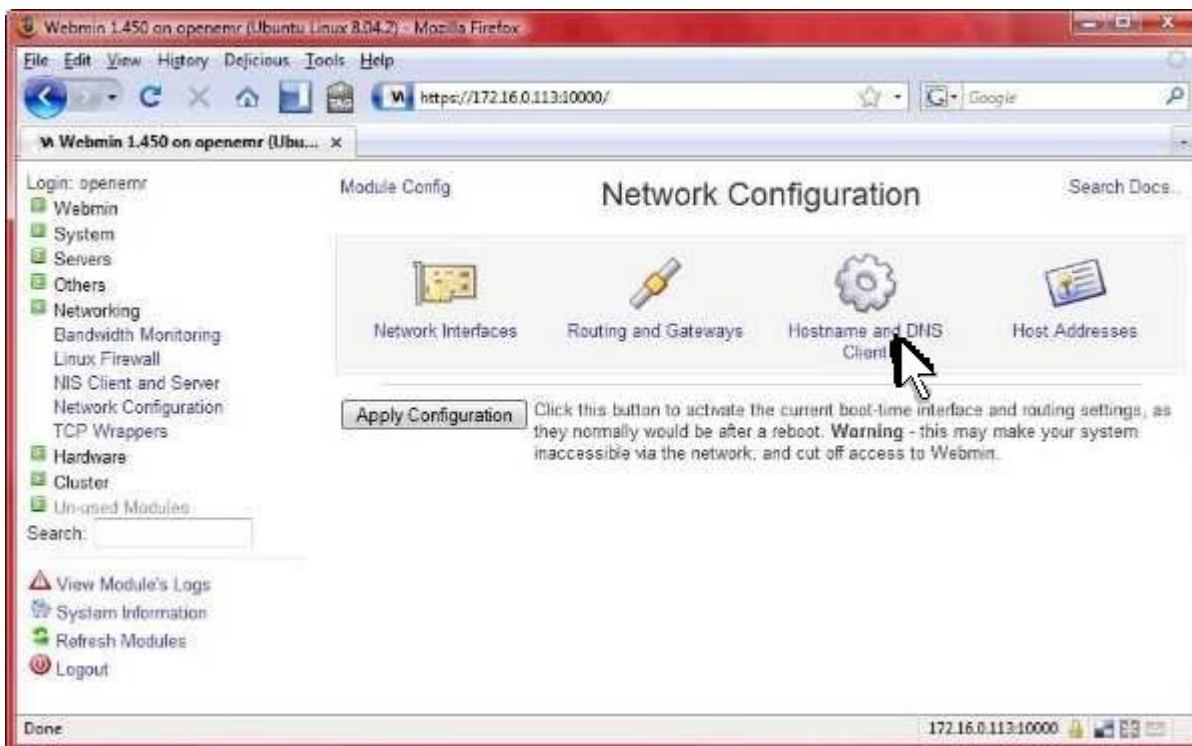 Webmin 1.450 on openemr (Ubuntu Linux 8.04.2) - Mozilla Firefox
File Edit View History Delicious Tools Help
https://172.16.0.113:10000/
Google
Webmin 1.450 on openemr (Ubu...
Login: openemr
Webmin
System
Servers
Others
Networking
Bandwidth Monitoring
Linux Firewall
NIS Client and Server
Network Configuration
TCP Wrappers
Hardware
Cluster
Un-used Modules
Search:
View Module's Logs
System Information
Refresh Modules
Logout
Module Config
Network Configuration
Search Docs..
Network Interfaces
Routing and Gateways
Hostname and DNS
Client
Host Addresses
Apply Configuration
Click this button to activate the current boot-time interface and routing settings, as
they normally would be after a reboot. Warning - this may make your system
inaccessible via the network, and cut off access to Webmin.
Done
172.16.0.113:10000